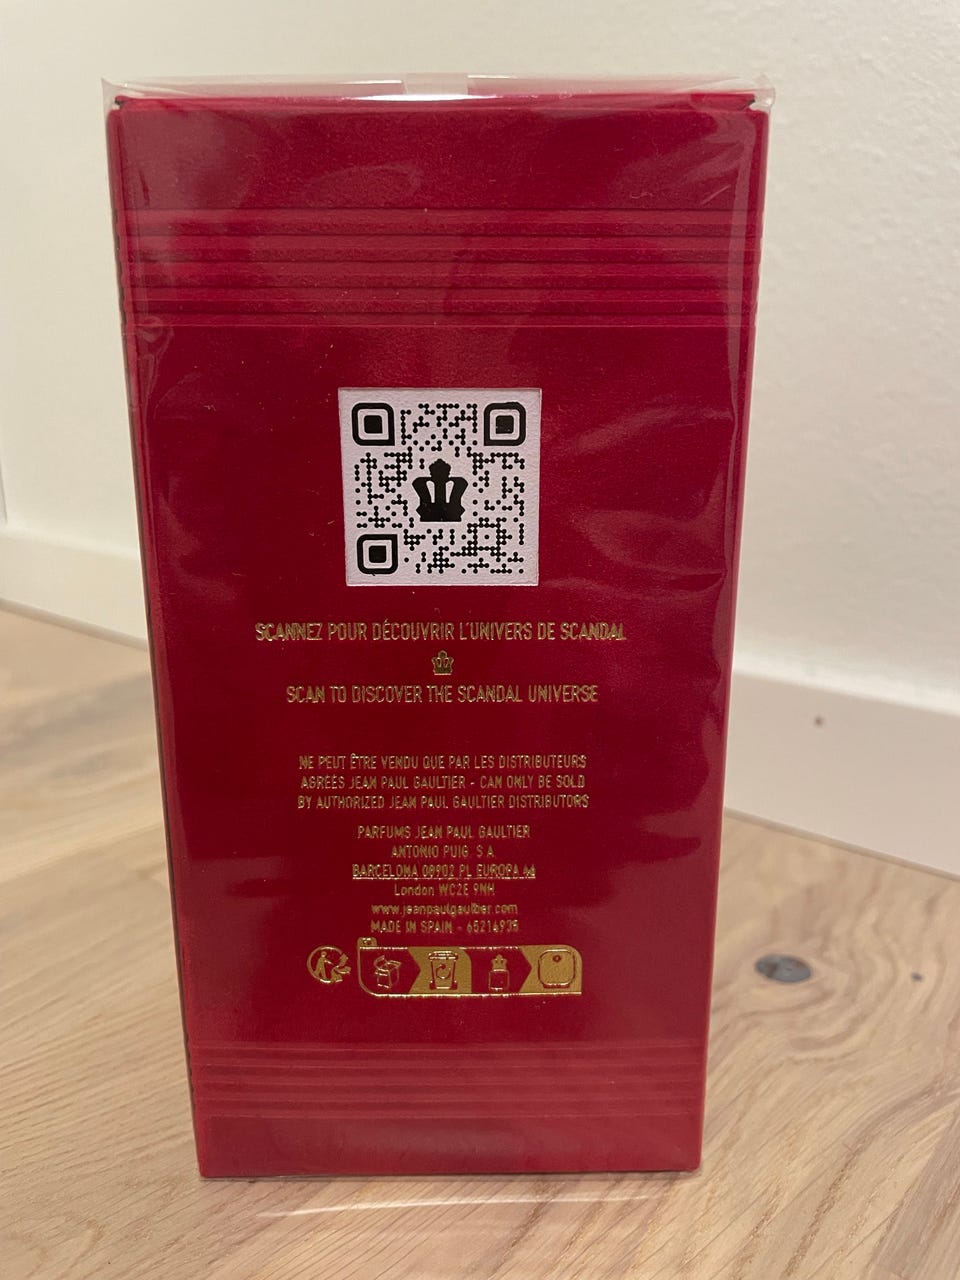 SCANNEZ POUR DÉCOUVRIR L'UNIVERS DE SCANDAL
SCAN TO DISCOVER THE SCANDAL UNIVERSE
NE PEUT ÊTRE VENDU QUE PAR LES DISTRIBUTEURS
AGRÉÉS JEAN PAUL GAULTIER - CAN ONLY BE SOLD
BY AUTHORIZED JEAN PAUL GAULTIER DISTRIBUTORS
PARFUMS JEAN PAUL GAULTIER
ANTONIO PUIG S.A.
BARCELONA 08902 PL EUROPA 46
London WC2E 9NH
www.jeanpaulgaultier.com
MADE IN SPAIN - 65214935